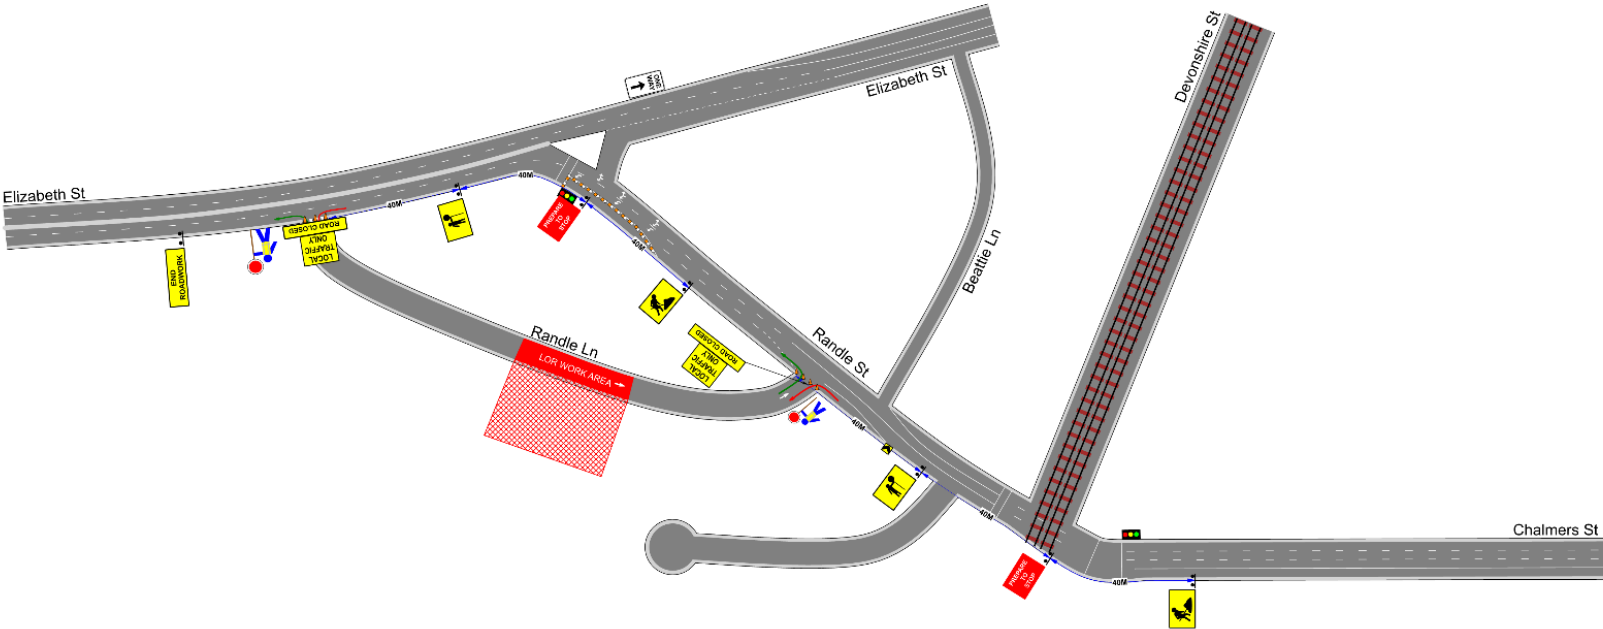 Devonshire St
ONE
WAY
Elizabeth St
Elizabeth St
40M
40M
PREPARE
TO
STOP
ROAD CLOSED
LOCAL
TRAFFIC
ONLY
END
ROADWORK
40M
Beattie Ln
Randle Ln
Randle St
LOR WORK AREA
ROAD CLOSED
LOCAL
TRAFFIC
ONLY
40M
40M
Chalmers St
PREPARE
TO
STOP
40M